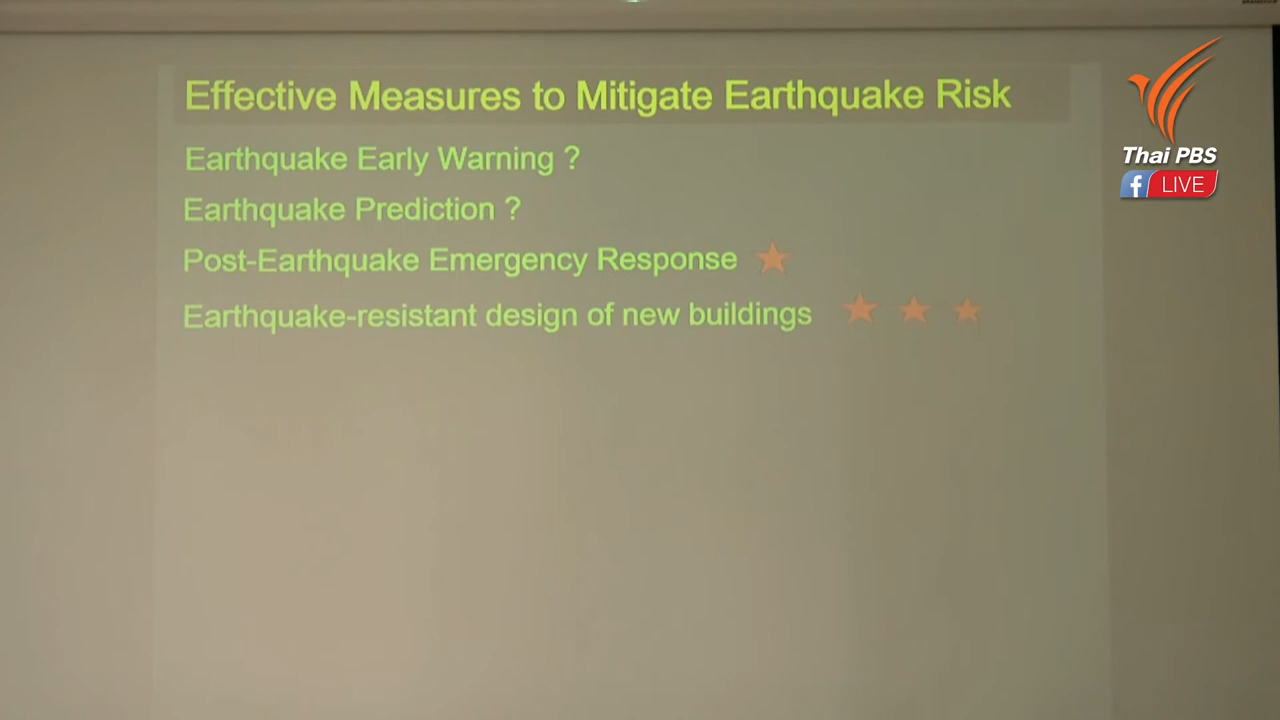 Effective Measures to Mitigate Earthquake Risk
Earthquake Early Warning ?
Earthquake Prediction ?
Post-Earthquake Emergency Response
Earthquake-resistant design of new buildings
Thai PBS
f LIVE